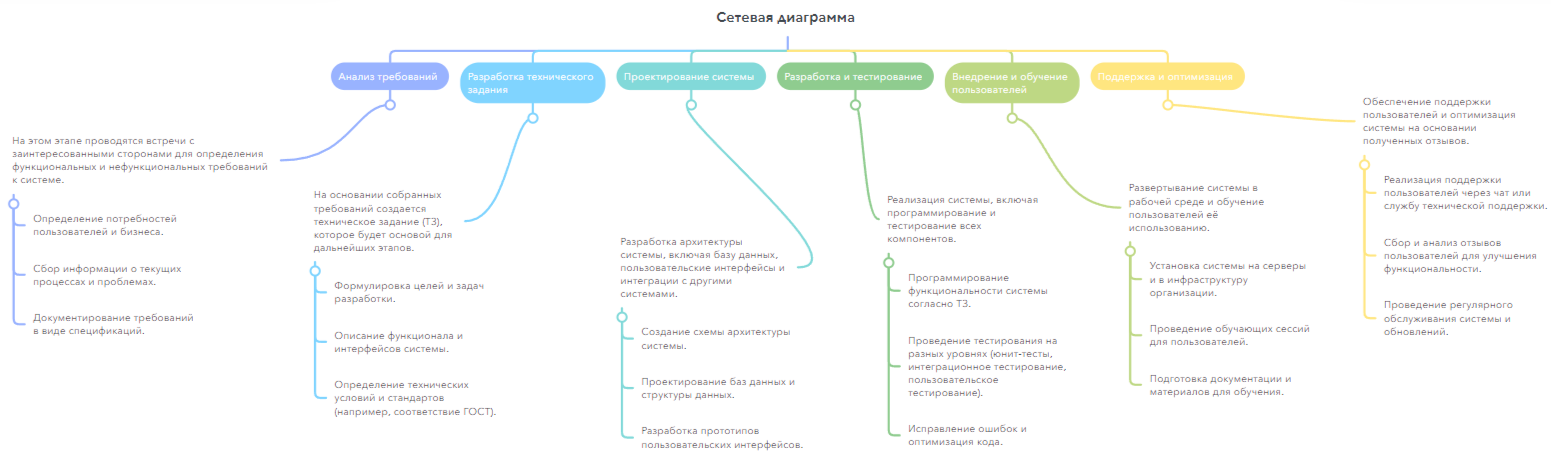 Сетевая диаграмма
Анализ требований
Разработка технического
задания
Проектирование системы
Разработка и тестирование
Внедрение и обучение
пользователей
Поддержка и оптимизация
На этом этапе проводятся встречи с
заинтересованными сторонами для определения
функциональных и нефункциональных требований
к системе.
Определение потребностей
пользователей и бизнеса.
Сбор информации о текущих
процессах и проблемах.
Документирование требований
в виде спецификаций.
На основании собранных
требований создается
техническое задание (ТЗ),
которое будет основой для
дальнейших этапов.
Формулировка целей и задач
разработки.
Описание функционала и
интерфейсов системы.
Определение технических
условий и стандартов
(например, соответствие ГОСТ).
Разработка архитектуры
системы, включая базу данных,
пользовательские интерфейсы и
интеграции с другими
системами.
Создание схемы архитектуры
системы.
Проектирование баз данных и
структуры данных.
Разработка прототипов
пользовательских интерфейсов.
Реализация системы, включая
программирование и
тестирование всех
компонентов.
Программирование
функциональности системы
согласно ТЗ.
Проведение тестирования на
разных уровнях (юнит-тесты,
интеграционное тестирование,
пользовательское
тестирование).
Исправление ошибок и
оптимизация кода.
Развертывание системы в
рабочей среде и обучение
пользователей её
использованию.
Установка системы на серверы
и в инфраструктуру
организации.
Проведение обучающих сессий
для пользователей.
Подготовка документации и
материалов для обучения.
Обеспечение поддержки
пользователей и оптимизация
системы на основании
полученных отзывов.
Реализация поддержки
пользователей через чат или
службу технической поддержки.
Сбор и анализ отзывов
пользователей для улучшения
функциональности.
Проведение регулярного
обслуживания системы и
обновлений.